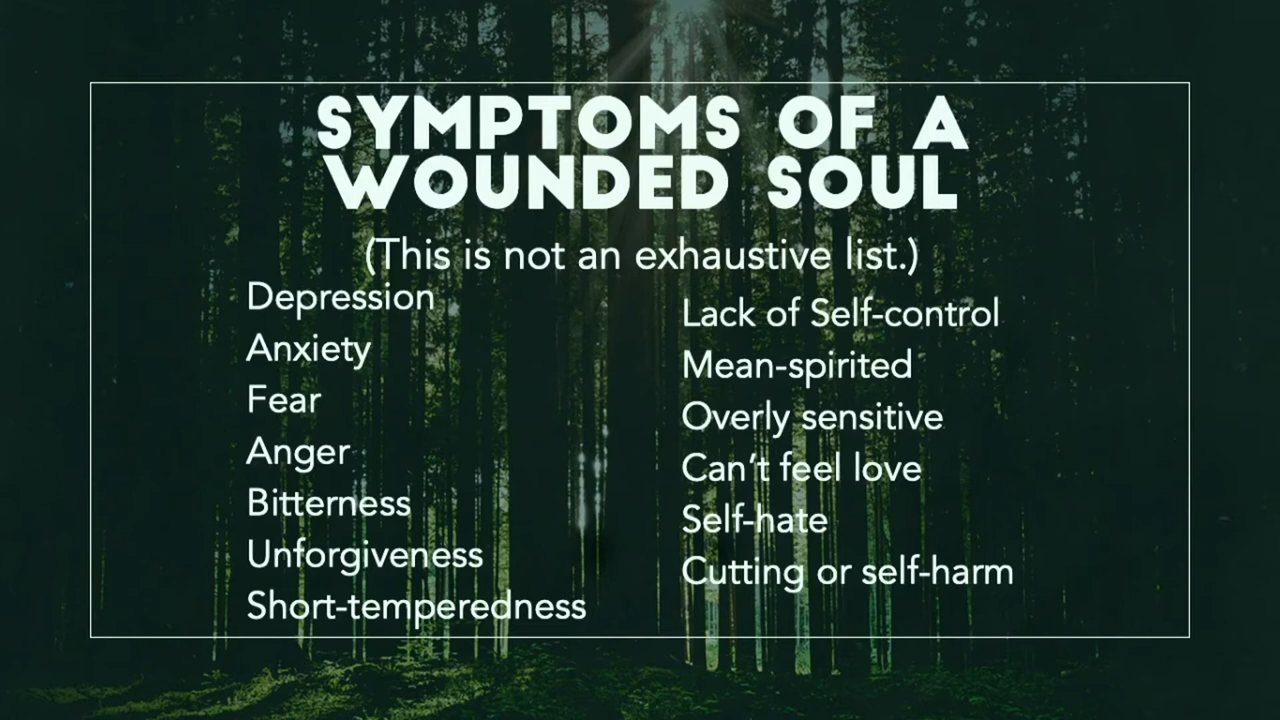 SYMPTOMS OF A
WOUNDED SOUL
(This is not an exhaustive list.)
Depression
Anxiety
Fear
Anger
Bitterness
Unforgiveness
Short-temperedness
Lack of Self-control
Mean-spirited
Overly sensitive
Can't feel love
Self-hate
Cutting or self-harm